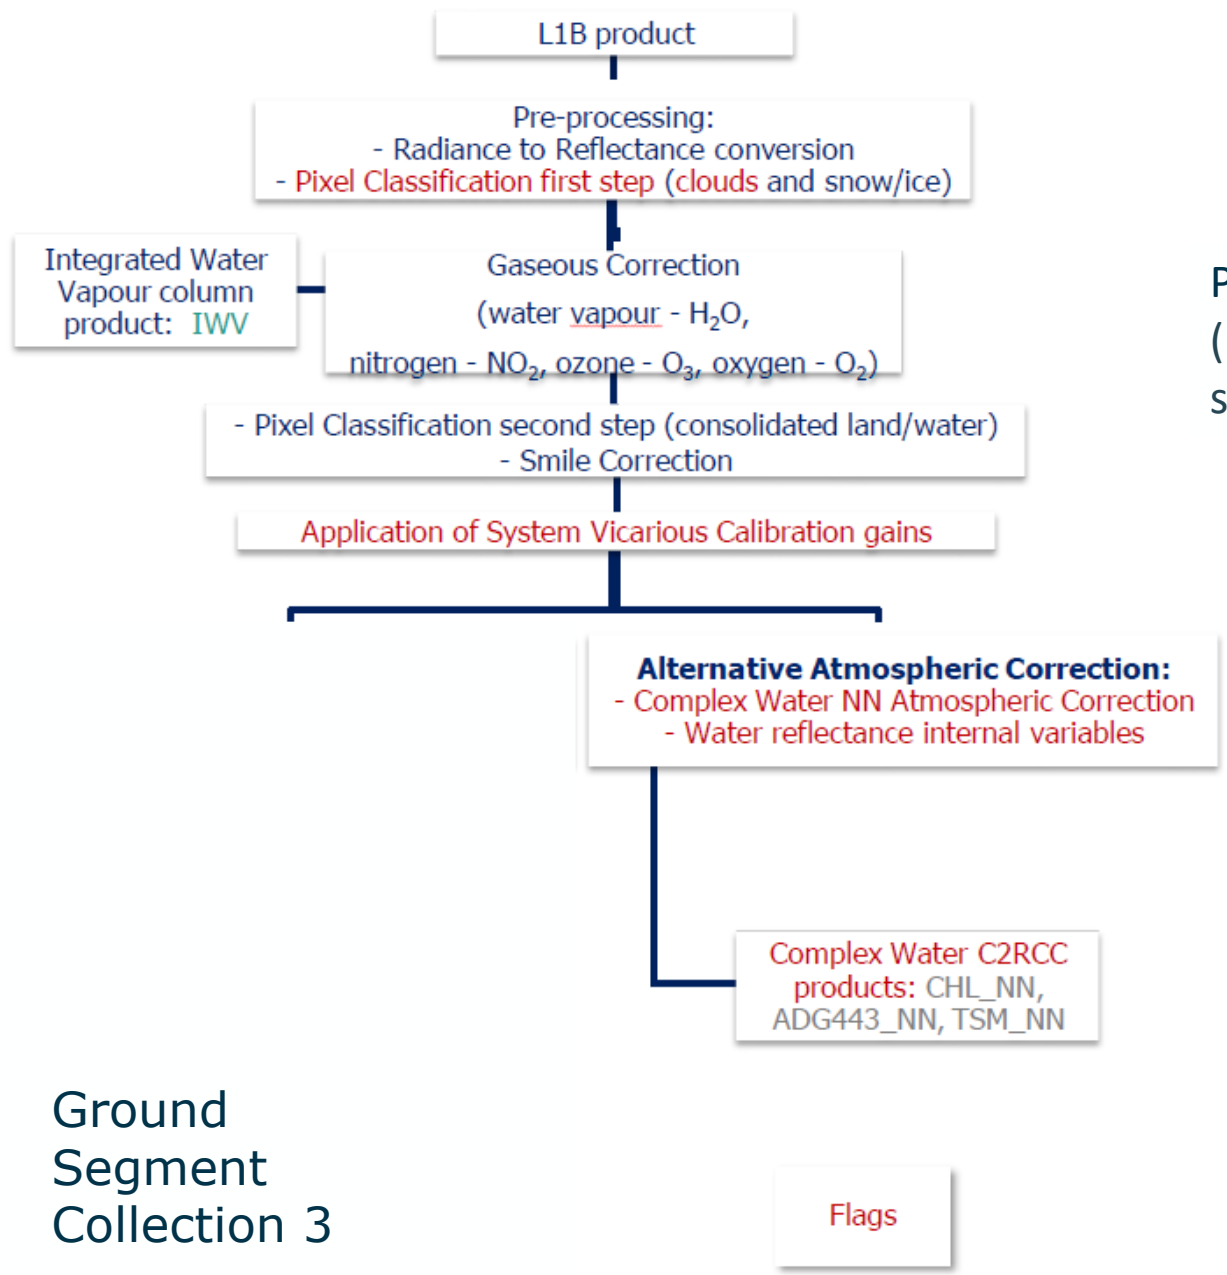 L1B product
Pre-processing:
- Radiance to Reflectance conversion
- Pixel Classification first step (clouds and snow/ice)
Integrated Water
Vapour column
product: IWV
Gaseous Correction
(water vapour - H₂O,
nitrogen - NO₂, ozone - O₃, oxygen - O₂)
P
(
s
- Pixel Classification second step (consolidated land/water)
- Smile Correction
Application of System Vicarious Calibration gains
Alternative Atmospheric Correction:
- Complex Water NN Atmospheric Correction
- Water reflectance internal variables
Complex Water C2RCC
products: CHL_NN,
ADG443_NN, TSM_NN
Ground
Segment
Collection 3
Flags